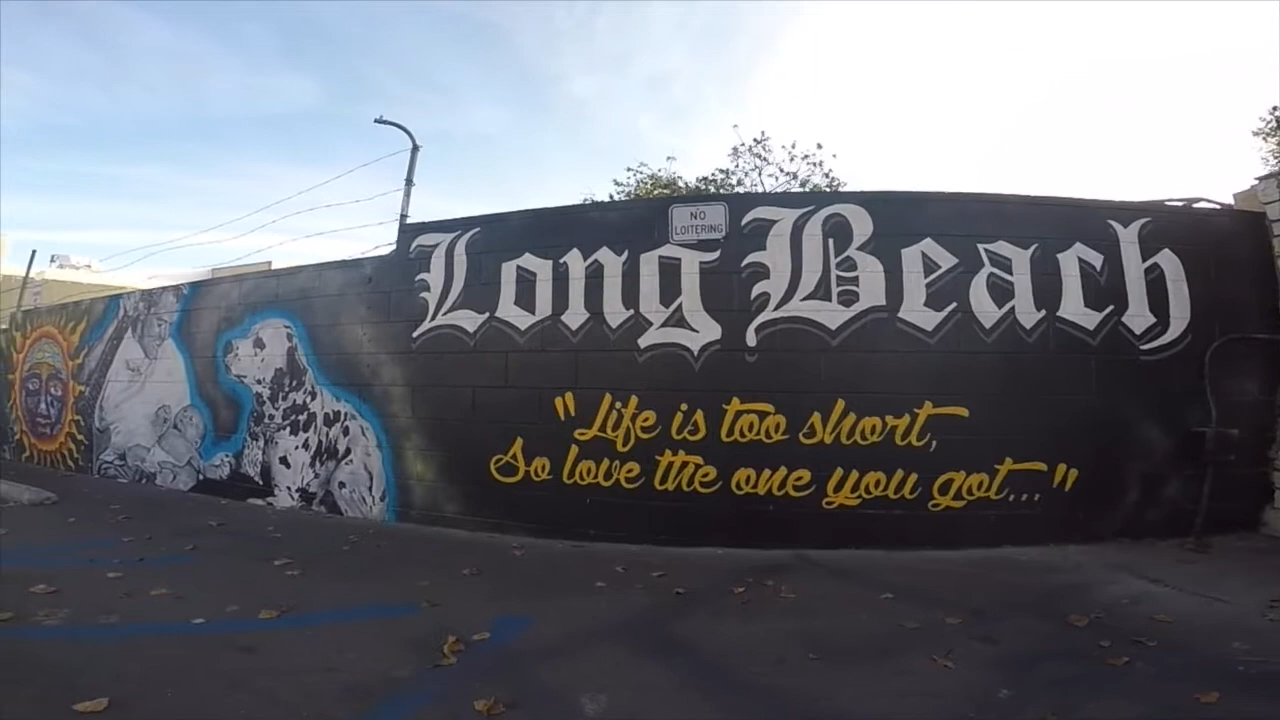 NO
LOITERING
Long Beach
"Life is too short,
So love the one you got..."